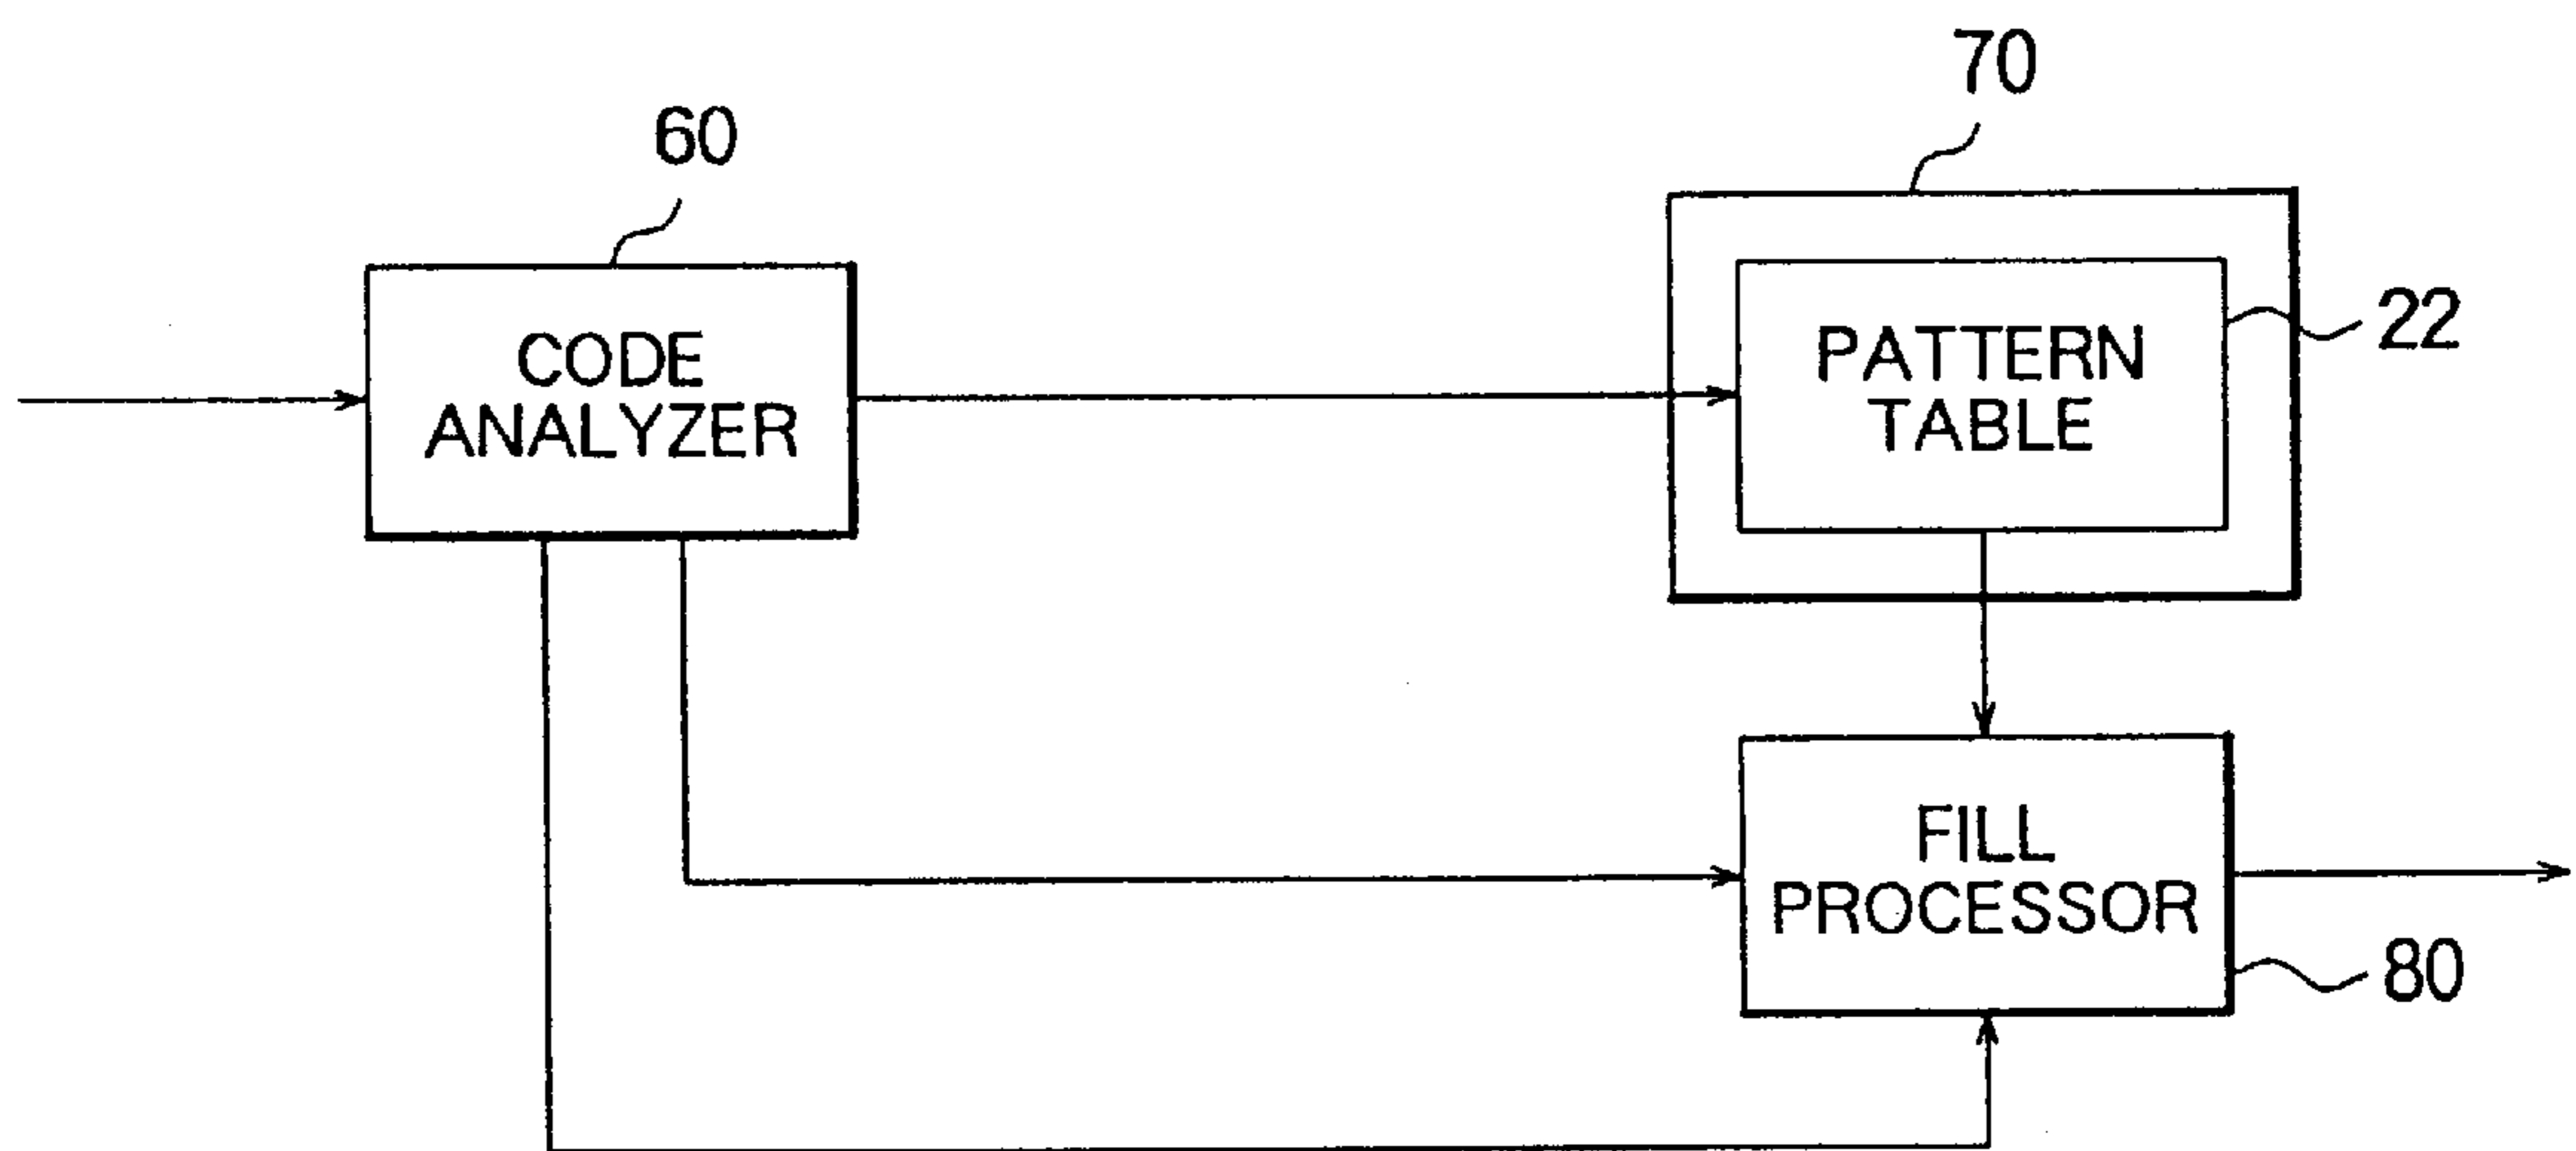 70
60
CODE
ANALYZER
PATTERN
TABLE
22
FILL
PROCESSOR
80